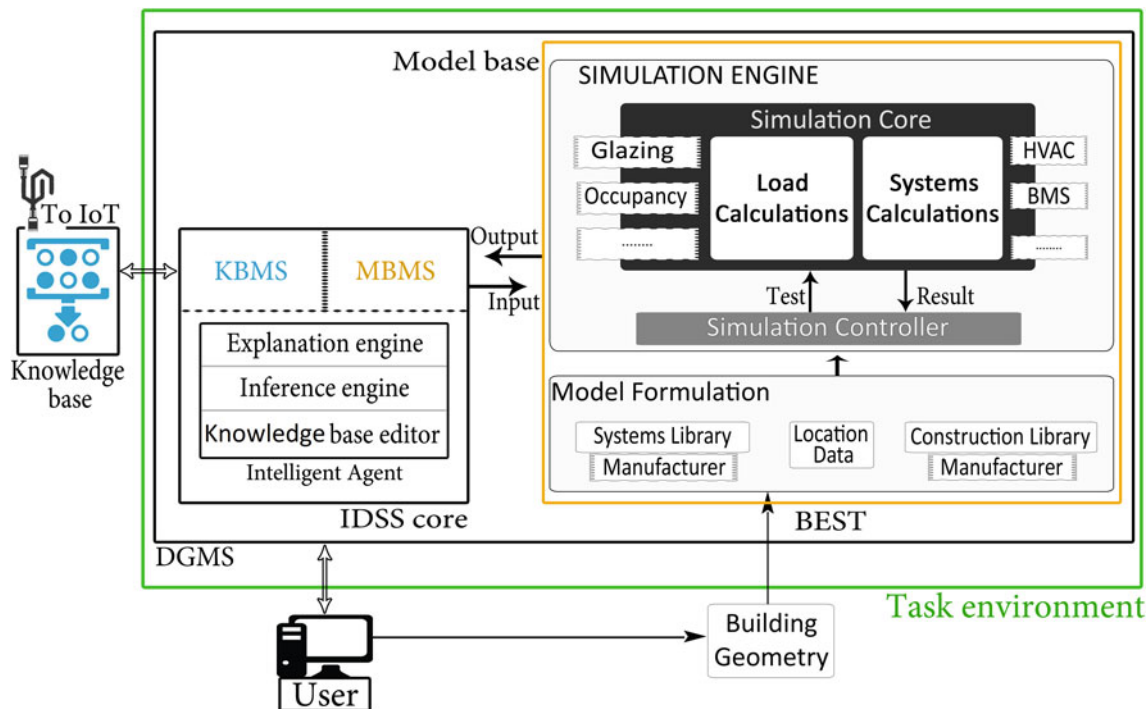 Model base
SIMULATION ENGINE
Simulation Core
Glazing
Occupancy
........
Load
Calculations
Systems
Calculations
HVAC
BMS
........
Test
Result
Simulation Controller
To IoT
Knowledge
base
KBMS
MBMS
Output
Input
Explanation engine
Inference engine
Knowledge base editor
Intelligent Agent
IDSS core
Model Formulation
Systems Library
Manufacturer
Location
Data
Construction Library
Manufacturer
BEST
DGMS
Task environment
User
Building
Geometry